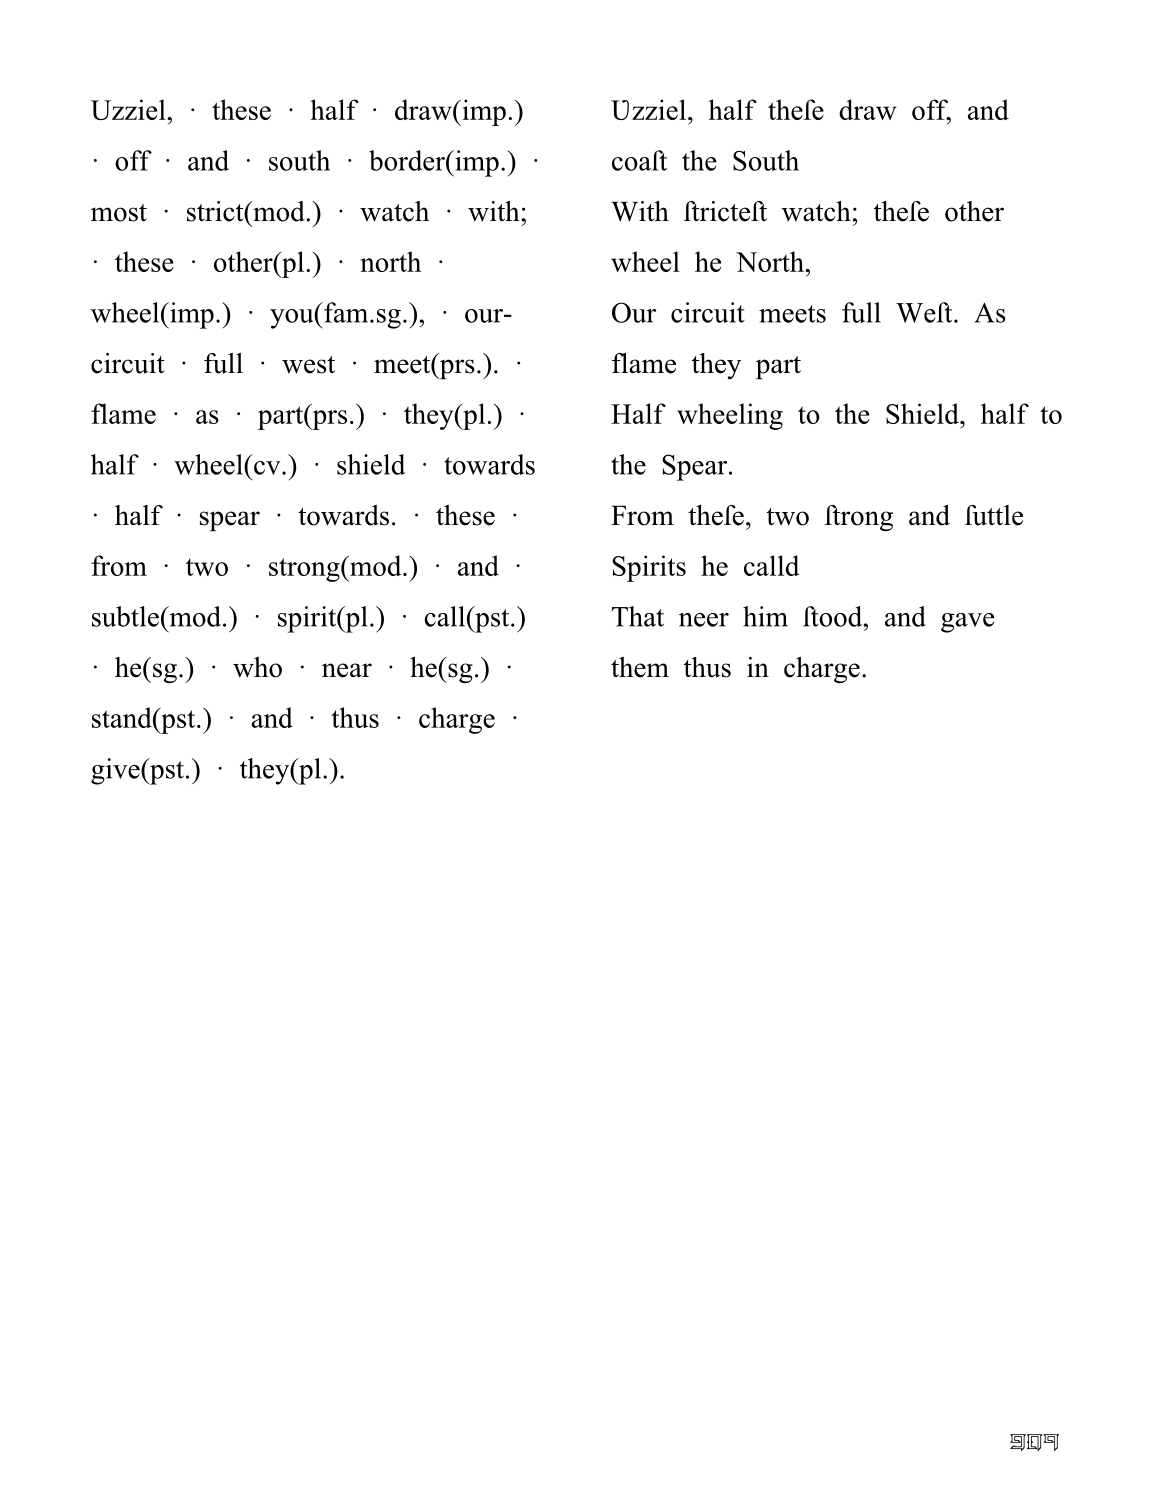 Uzziel, · these · half · draw(imp.)
· off · and · south · border(imp.) ·
most · strict(mod.) · watch · with;
· these · other(pl.) · north ·
wheel(imp.) · you(fam.sg.), · our-
circuit · full · west · meet(prs.). ·
flame · as · part(prs.) · they(pl.) ·
half · wheel(cv.) · shield · towards
· half · spear · towards. · these ·
from · two · strong(mod.) · and ·
subtle(mod.) · spirit(pl.) · call(pst.)
· he(sg.) · who · near · he(sg.) ·
stand(pst.) · and · thus · charge ·
give(pst.) · they(pl.).
Uzziel, half theſe draw off, and
coaſt the South
With ſtricteſt watch; theſe other
wheel he North,
Our circuit meets full Weſt. As
flame they part
Half wheeling to the Shield, half to
the Spear.
From theſe, two ſtrong and ſuttle
Spirits he calld
That neer him ſtood, and gave
them thus in charge.